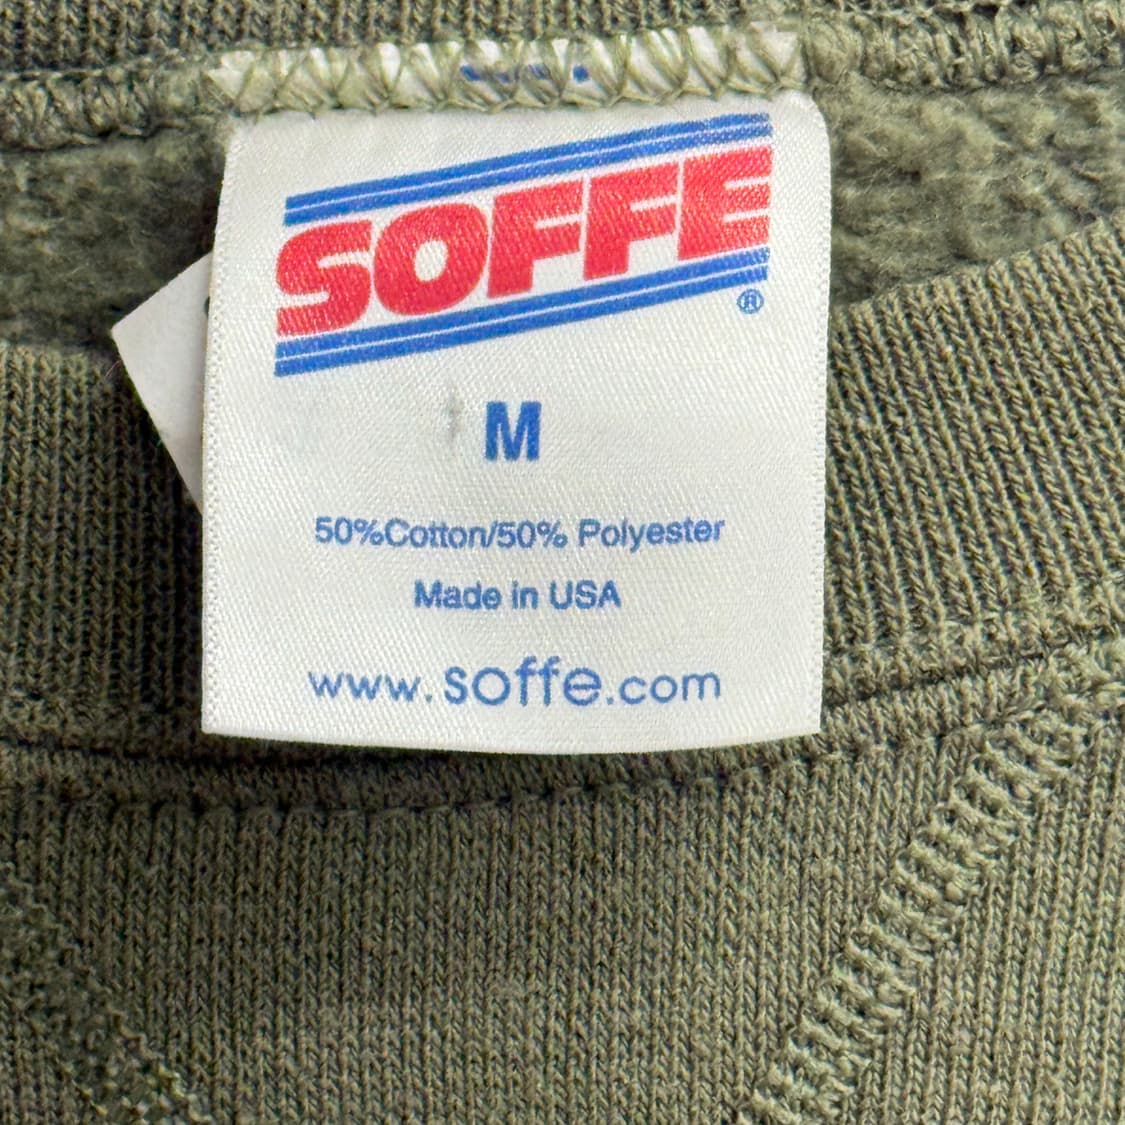 SOFFE
®
M
50%Cotton/50% Polyester
Made in USA
www.soffe.com